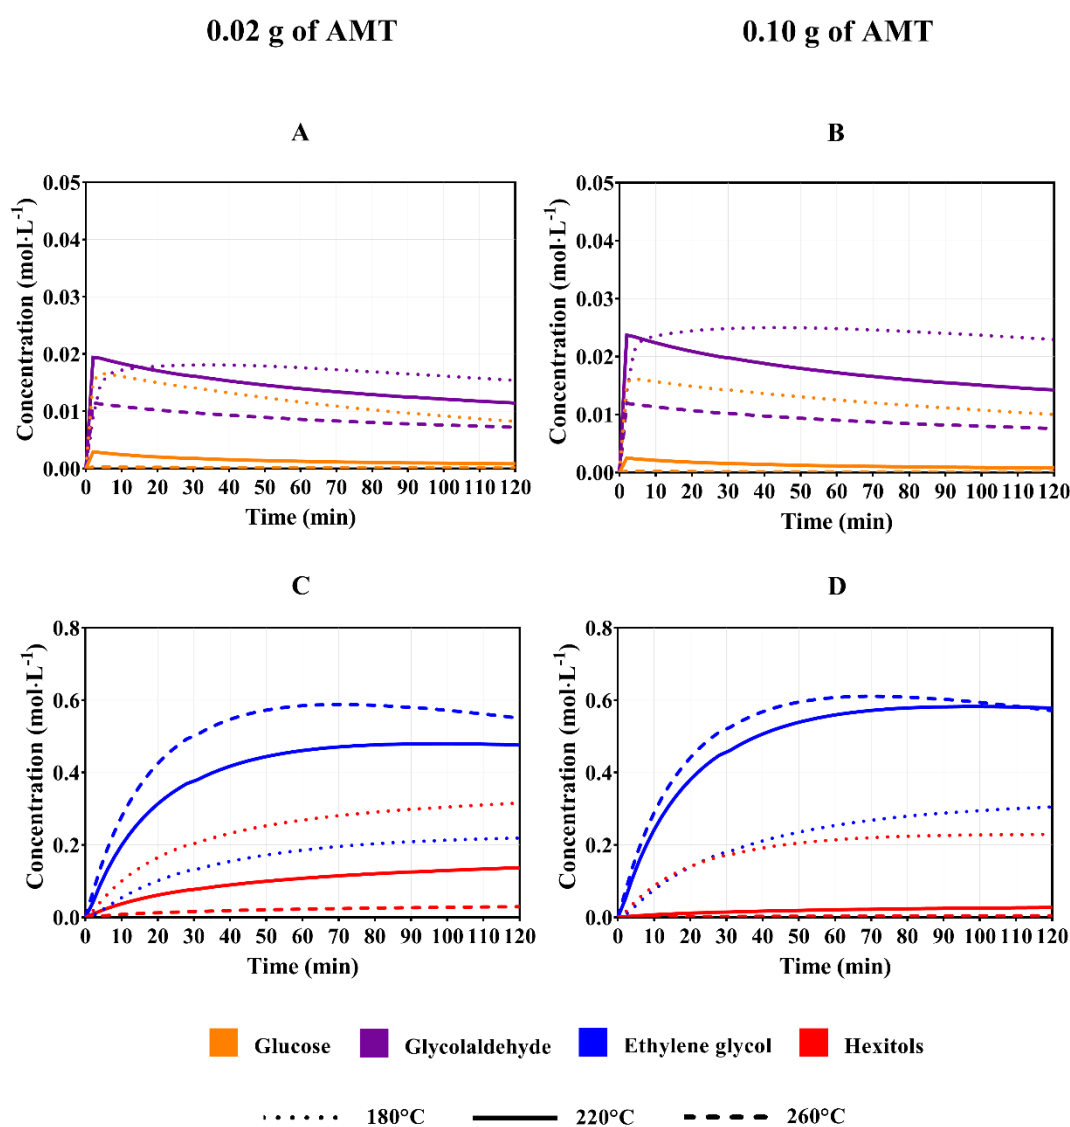 0.02 g of AMT
0.10 g of AMT
A
B
Concentration (mol·L⁻¹)
0.05
0.04
0.03
0.02
0.01
0.00
0 10 20 30 40 50 60 70 80 90 100 110 120
Time (min)
Concentration (mol·L⁻¹)
0.05
0.04
0.03
0.02
0.01
0.00
0 10 20 30 40 50 60 70 80 90 100 110 120
Time (min)
C
D
Concentration (mol·L⁻¹)
0.8
0.6
0.4
0.2
0.0
0 10 20 30 40 50 60 70 80 90 100 110 120
Time (min)
Concentration (mol·L⁻¹)
0.8
0.6
0.4
0.2
0.0
0 10 20 30 40 50 60 70 80 90 100 110 120
Time (min)
Glucose Glycolaldehyde Ethylene glycol Hexitols
180°C 220°C 260°C